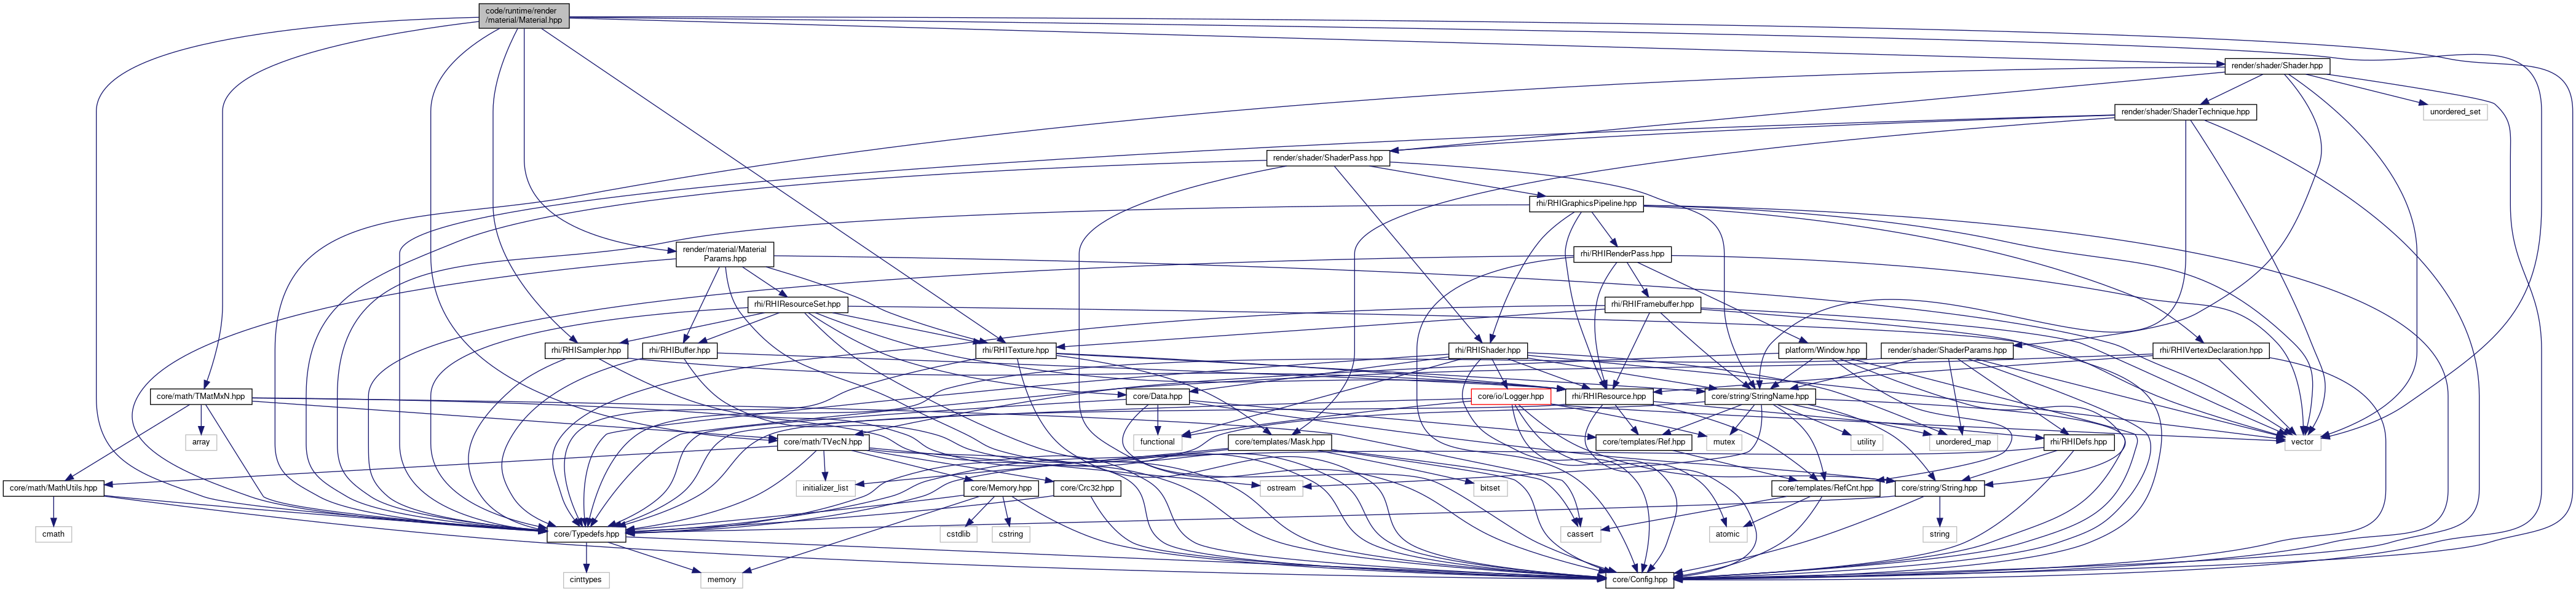 code/runtime/render
/material/Material.hpp
render/shader/Shader.hpp
render/shader/ShaderTechnique.hpp
unordered_set
render/shader/ShaderPass.hpp
rhi/RHIGraphicsPipeline.hpp
render/material/Material
Params.hpp
rhi/RHIRenderPass.hpp
rhi/RHIResourceSet.hpp
rhi/RHIFramebuffer.hpp
rhi/RHISampler.hpp
rhi/RHIBuffer.hpp
rhi/RHITexture.hpp
rhi/RHIShader.hpp
platform/Window.hpp
render/shader/ShaderParams.hpp
rhi/RHIVertexDeclaration.hpp
core/math/TMatMxN.hpp
core/Data.hpp
core/io/Logger.hpp
rhi/RHIResource.hpp
core/string/StringName.hpp
array
core/math/TVecN.hpp
functional
core/templates/Mask.hpp
core/templates/Ref.hpp
mutex
utility
unordered_map
rhi/RHIDefs.hpp
vector
core/math/MathUtils.hpp
initializer_list
core/Memory.hpp
core/Crc32.hpp
ostream
bitset
core/templates/RefCnt.hpp
core/string/String.hpp
cmath
core/Typedefs.hpp
cstdlib
cstring
cassert
atomic
string
cinttypes
memory
core/Config.hpp